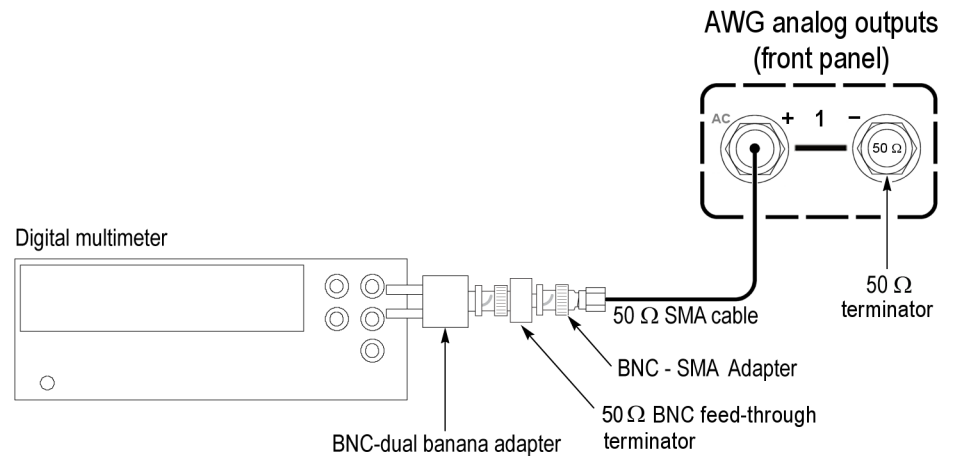 AWG analog outputs
(front panel)
AC + 1 −
50 Ω
Digital multimeter
50 Ω
terminator
50 Ω SMA cable
BNC - SMA Adapter
50 Ω BNC feed-through
terminator
BNC-dual banana adapter